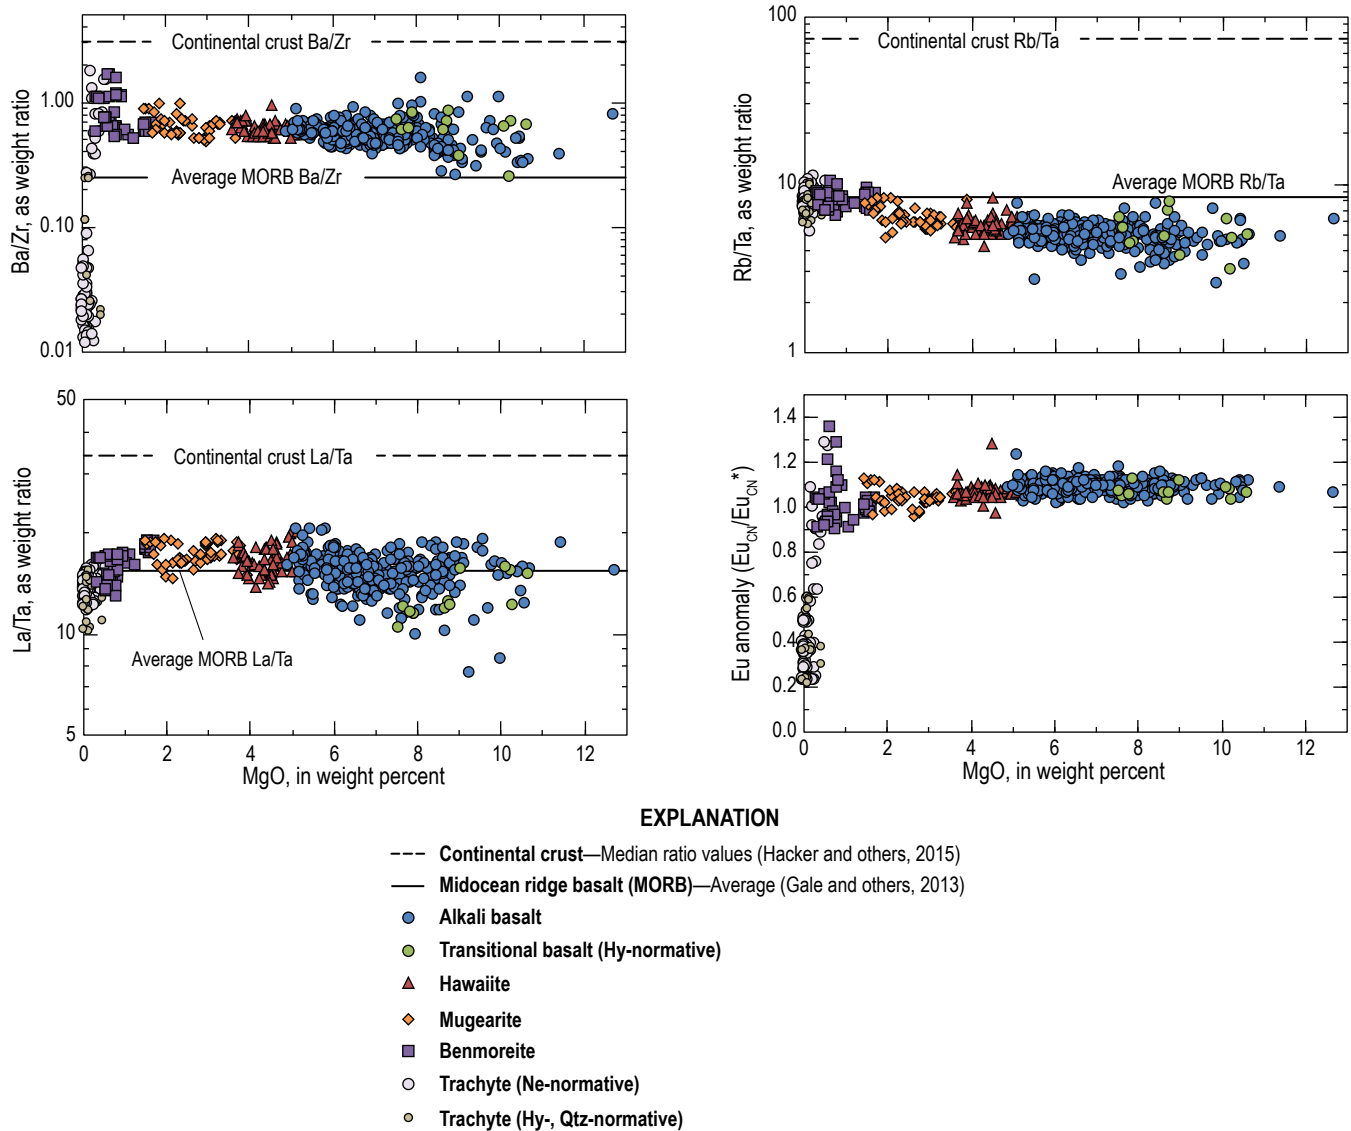 Continental crust Ba/Zr
1.00
Average MORB Ba/Zr
0.10
0.01
Ba/Zr, as weight ratio
100
Continental crust Rb/Ta
10
Average MORB Rb/Ta
1
Rb/Ta, as weight ratio
50
Continental crust La/Ta
10
Average MORB La/Ta
5
La/Ta, as weight ratio
0 2 4 6 8 10 12
MgO, in weight percent
1.4
1.2
1.0
0.8
0.6
0.4
0.2
0.0
Eu anomaly (EuCN/EuCN*)
0 2 4 6 8 10 12
MgO, in weight percent
EXPLANATION
Continental crust—Median ratio values (Hacker and others, 2015)
Midocean ridge basalt (MORB)—Average (Gale and others, 2013)
Alkali basalt
Transitional basalt (Hy-normative)
Hawaiite
Mugearite
Benmoreite
Trachyte (Ne-normative)
Trachyte (Hy-, Qtz-normative)